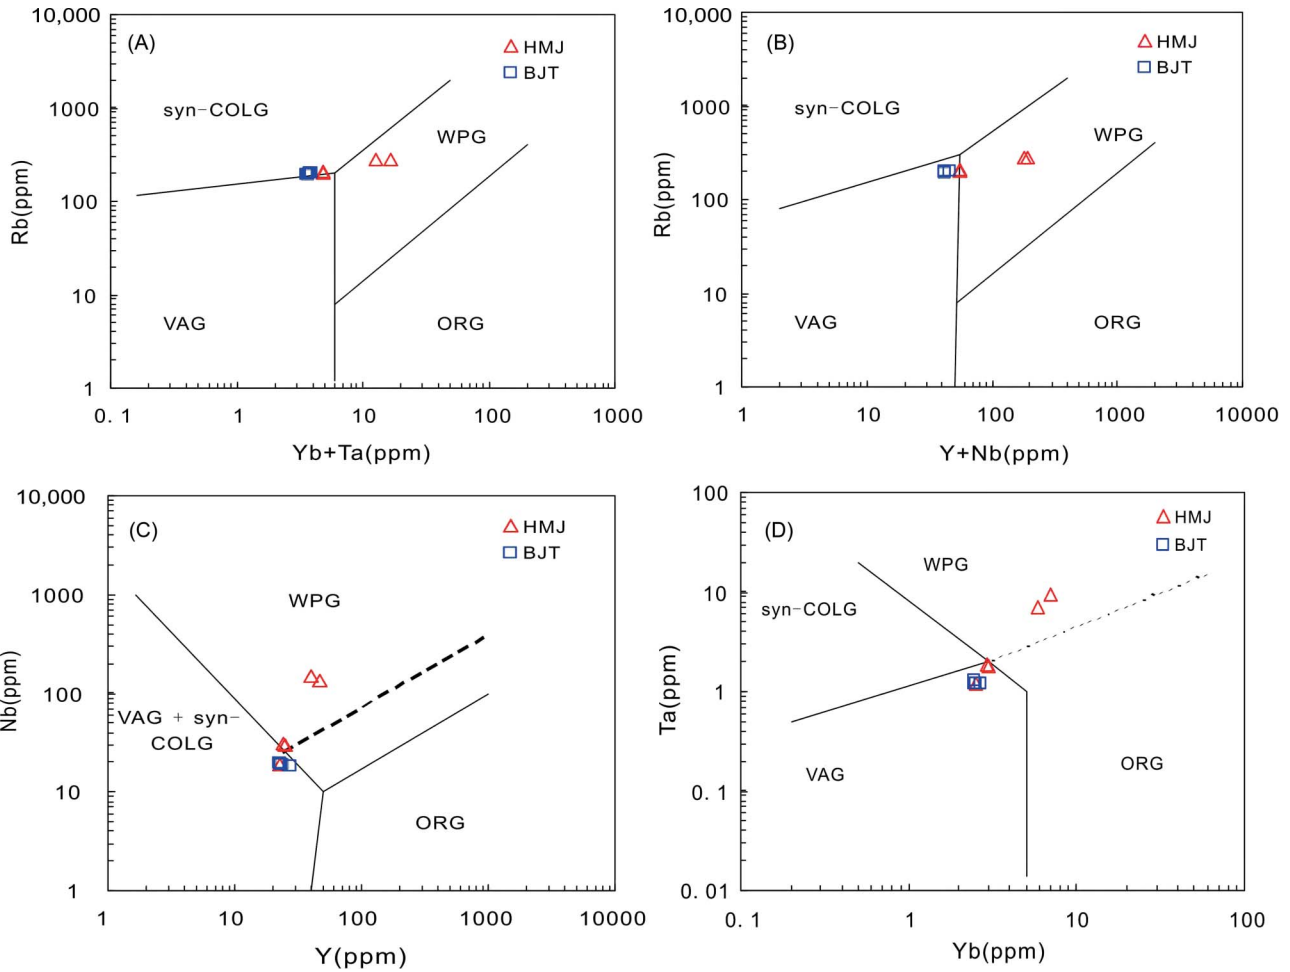 (A)
HMJ
BJT
syn-COLG
WPG
VAG
ORG
10,000
1000
100
10
1
Rb(ppm)
0.1
1
10
100
1000
Yb+Ta(ppm)
(B)
HMJ
BJT
syn-COLG
WPG
VAG
ORG
10,000
1000
100
10
1
Rb(ppm)
1
10
100
1000
10000
Y+Nb(ppm)
(C)
HMJ
BJT
WPG
VAG + syn-
COLG
ORG
10,000
1000
100
10
1
Nb(ppm)
1
10
100
1000
10000
Y(ppm)
(D)
HMJ
BJT
WPG
syn-COLG
VAG
ORG
100
10
1
0.1
0.01
Ta(ppm)
0.1
1
10
100
Yb(ppm)